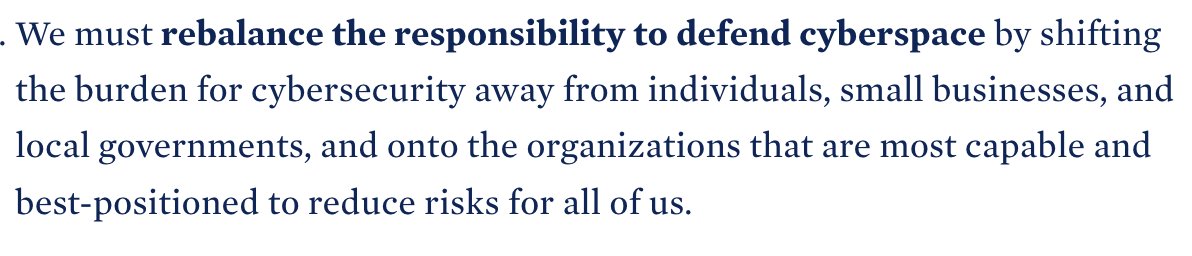 . We must rebalance the responsibility to defend cyberspace by shifting
the burden for cybersecurity away from individuals, small businesses, and
local governments, and onto the organizations that are most capable and
best-positioned to reduce risks for all of us.